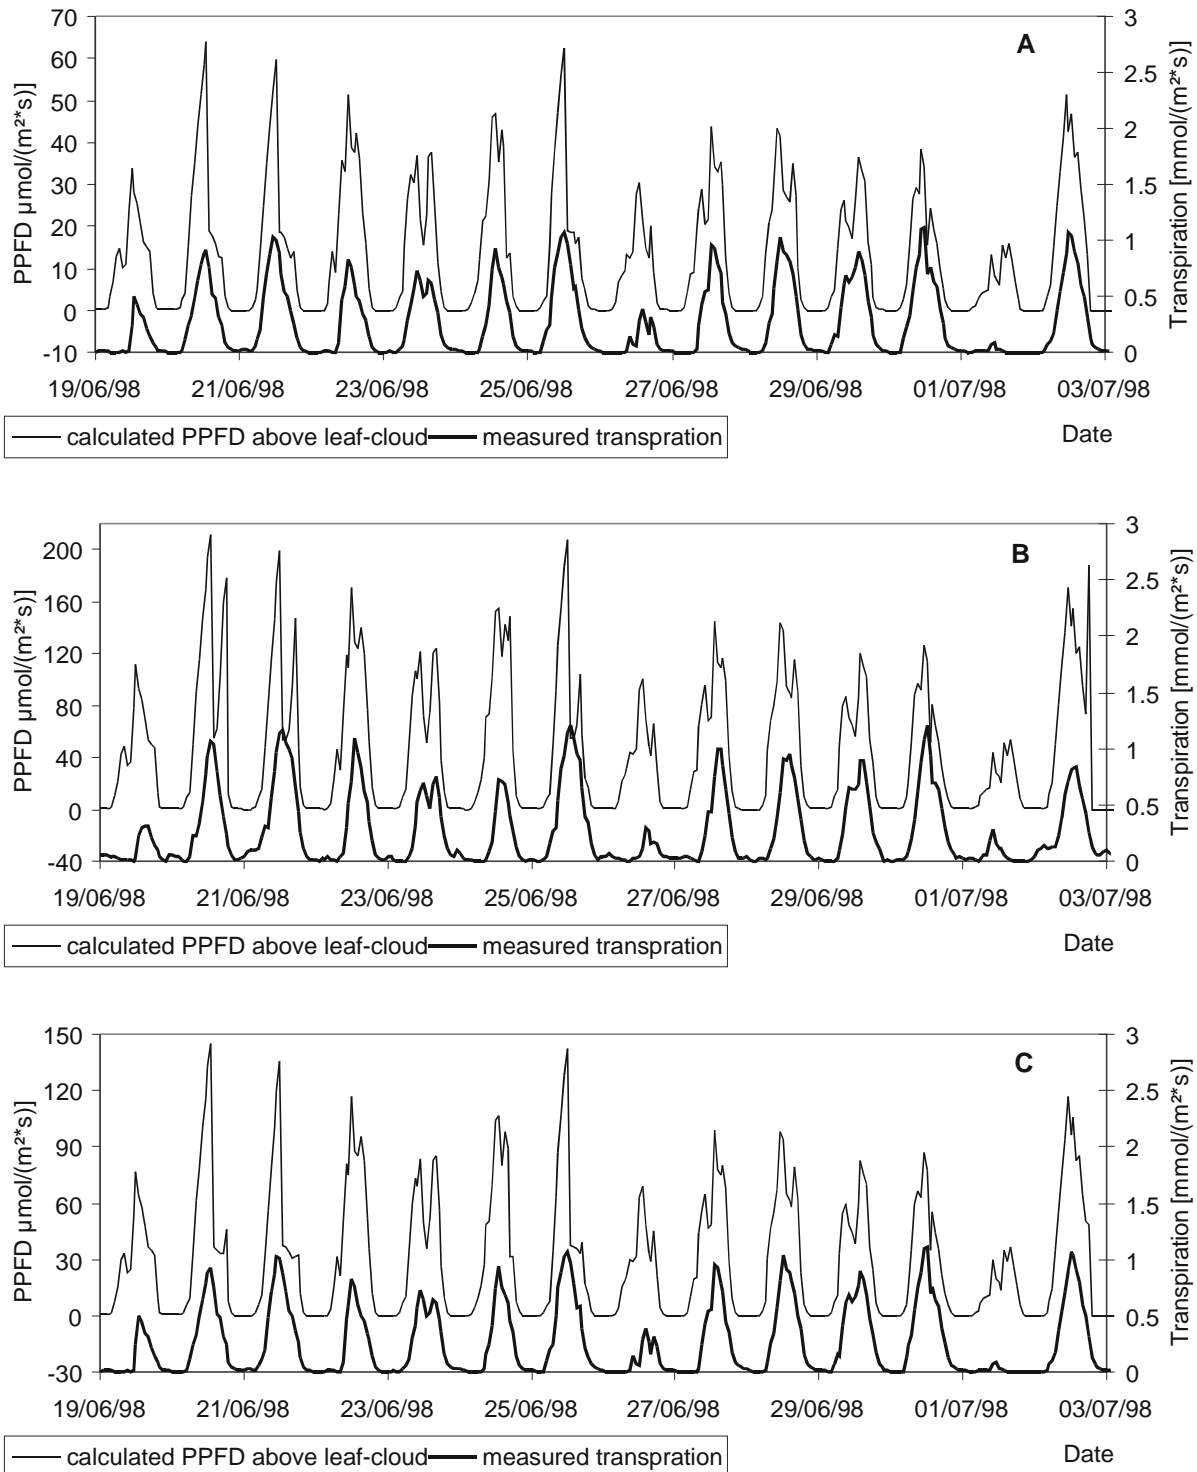 A
PPFD µmol/(m²*s)]
70
60
50
40
30
20
10
0
-10
Transpiration [mmol/(m²*s)]
3
2.5
2
1.5
1
0.5
0
19/06/98 21/06/98 23/06/98 25/06/98 27/06/98 29/06/98 01/07/98 03/07/98
calculated PPFD above leaf-cloud measured transpration
Date
B
PPFD µmol/(m²*s)]
200
160
120
80
40
0
-40
Transpiration [mmol/(m²*s)]
3
2.5
2
1.5
1
0.5
0
19/06/98 21/06/98 23/06/98 25/06/98 27/06/98 29/06/98 01/07/98 03/07/98
calculated PPFD above leaf-cloud measured transpration
Date
C
PPFD µmol/(m²*s)]
150
120
90
60
30
0
-30
Transpiration [mmol/(m²*s)]
3
2.5
2
1.5
1
0.5
0
19/06/98 21/06/98 23/06/98 25/06/98 27/06/98 29/06/98 01/07/98 03/07/98
calculated PPFD above leaf-cloud measured transpration
Date